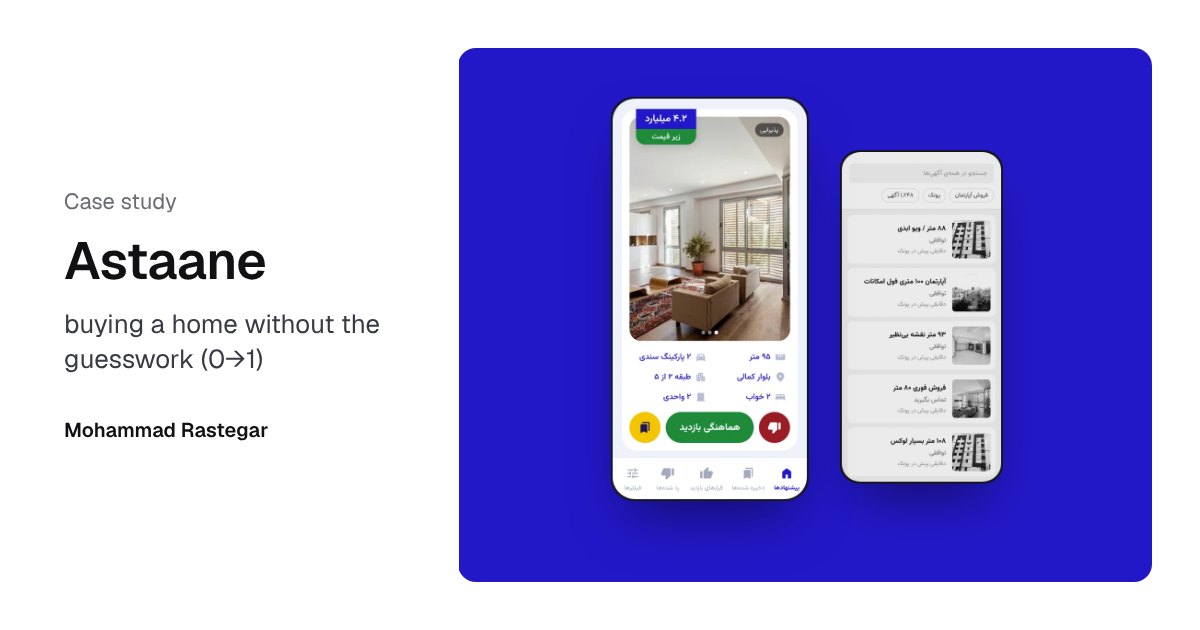 Case study
Astaane
buying a home without the
guesswork (0→1)
Mohammad Rastegar
۴.۲ میلیارد
زیر قیمت
پذیرایی
۹۵ متر
۲ پارکینگ سندی
بلوار کمالی
طبقه ۲ از ۵
۲ خواب
۲ واحدی
هماهنگی بازدید
پیشنهادها
ذخیره شده‌ها
قرارهای بازدید
رد شده‌ها
فیلترها
جستجو در همه‌ی آگهی‌ها
فروش آپارتمان
پونک
۱,۲۴۸ آگهی
۸۸ متر / ویو ابدی
توافقی
دقایقی پیش در پونک
آپارتمان ۱۰۰ متری فول امکانات
توافقی
دقایقی پیش در پونک
۹۳ متر نقشه بی‌نظیر
توافقی
دقایقی پیش در پونک
فروش فوری ۸۰ متر
تماس بگیرید
دقایقی پیش در پونک
۱۰۸ متر بسیار لوکس
توافقی
دقایقی پیش در پونک